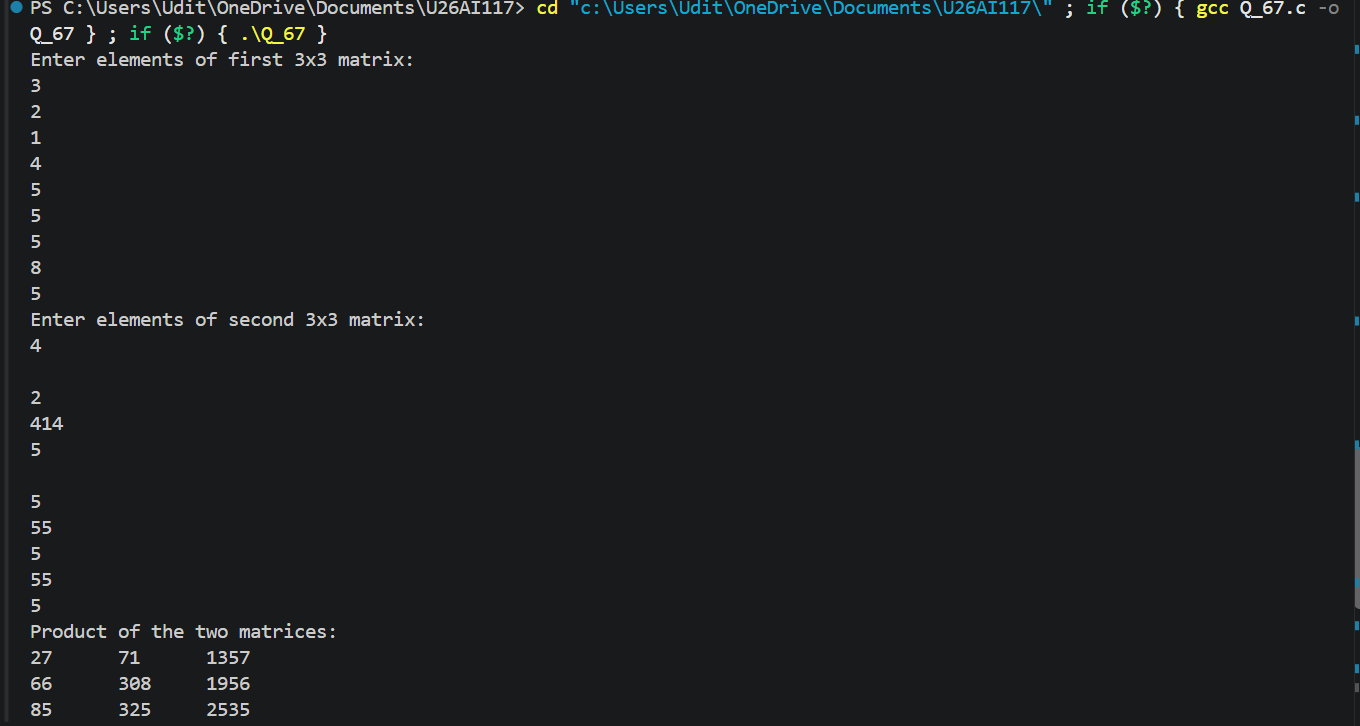 PS C:\Users\Udit\OneDrive\Documents\U26AI117> cd "c:\Users\Udit\OneDrive\Documents\U26AI117\" ; if ($?) { gcc Q_67.c -o
Q_67 } ; if ($?) { .\Q_67 }
Enter elements of first 3x3 matrix:
3
2
1
4
5
5
5
8
5
Enter elements of second 3x3 matrix:
4
2
414
5
5
55
5
55
5
Product of the two matrices:
27 71 1357
66 308 1956
85 325 2535